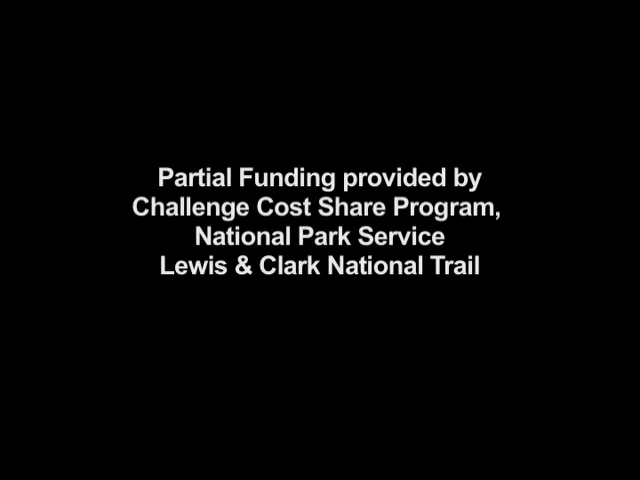 Partial Funding provided by
Challenge Cost Share Program,
National Park Service
Lewis & Clark National Trail